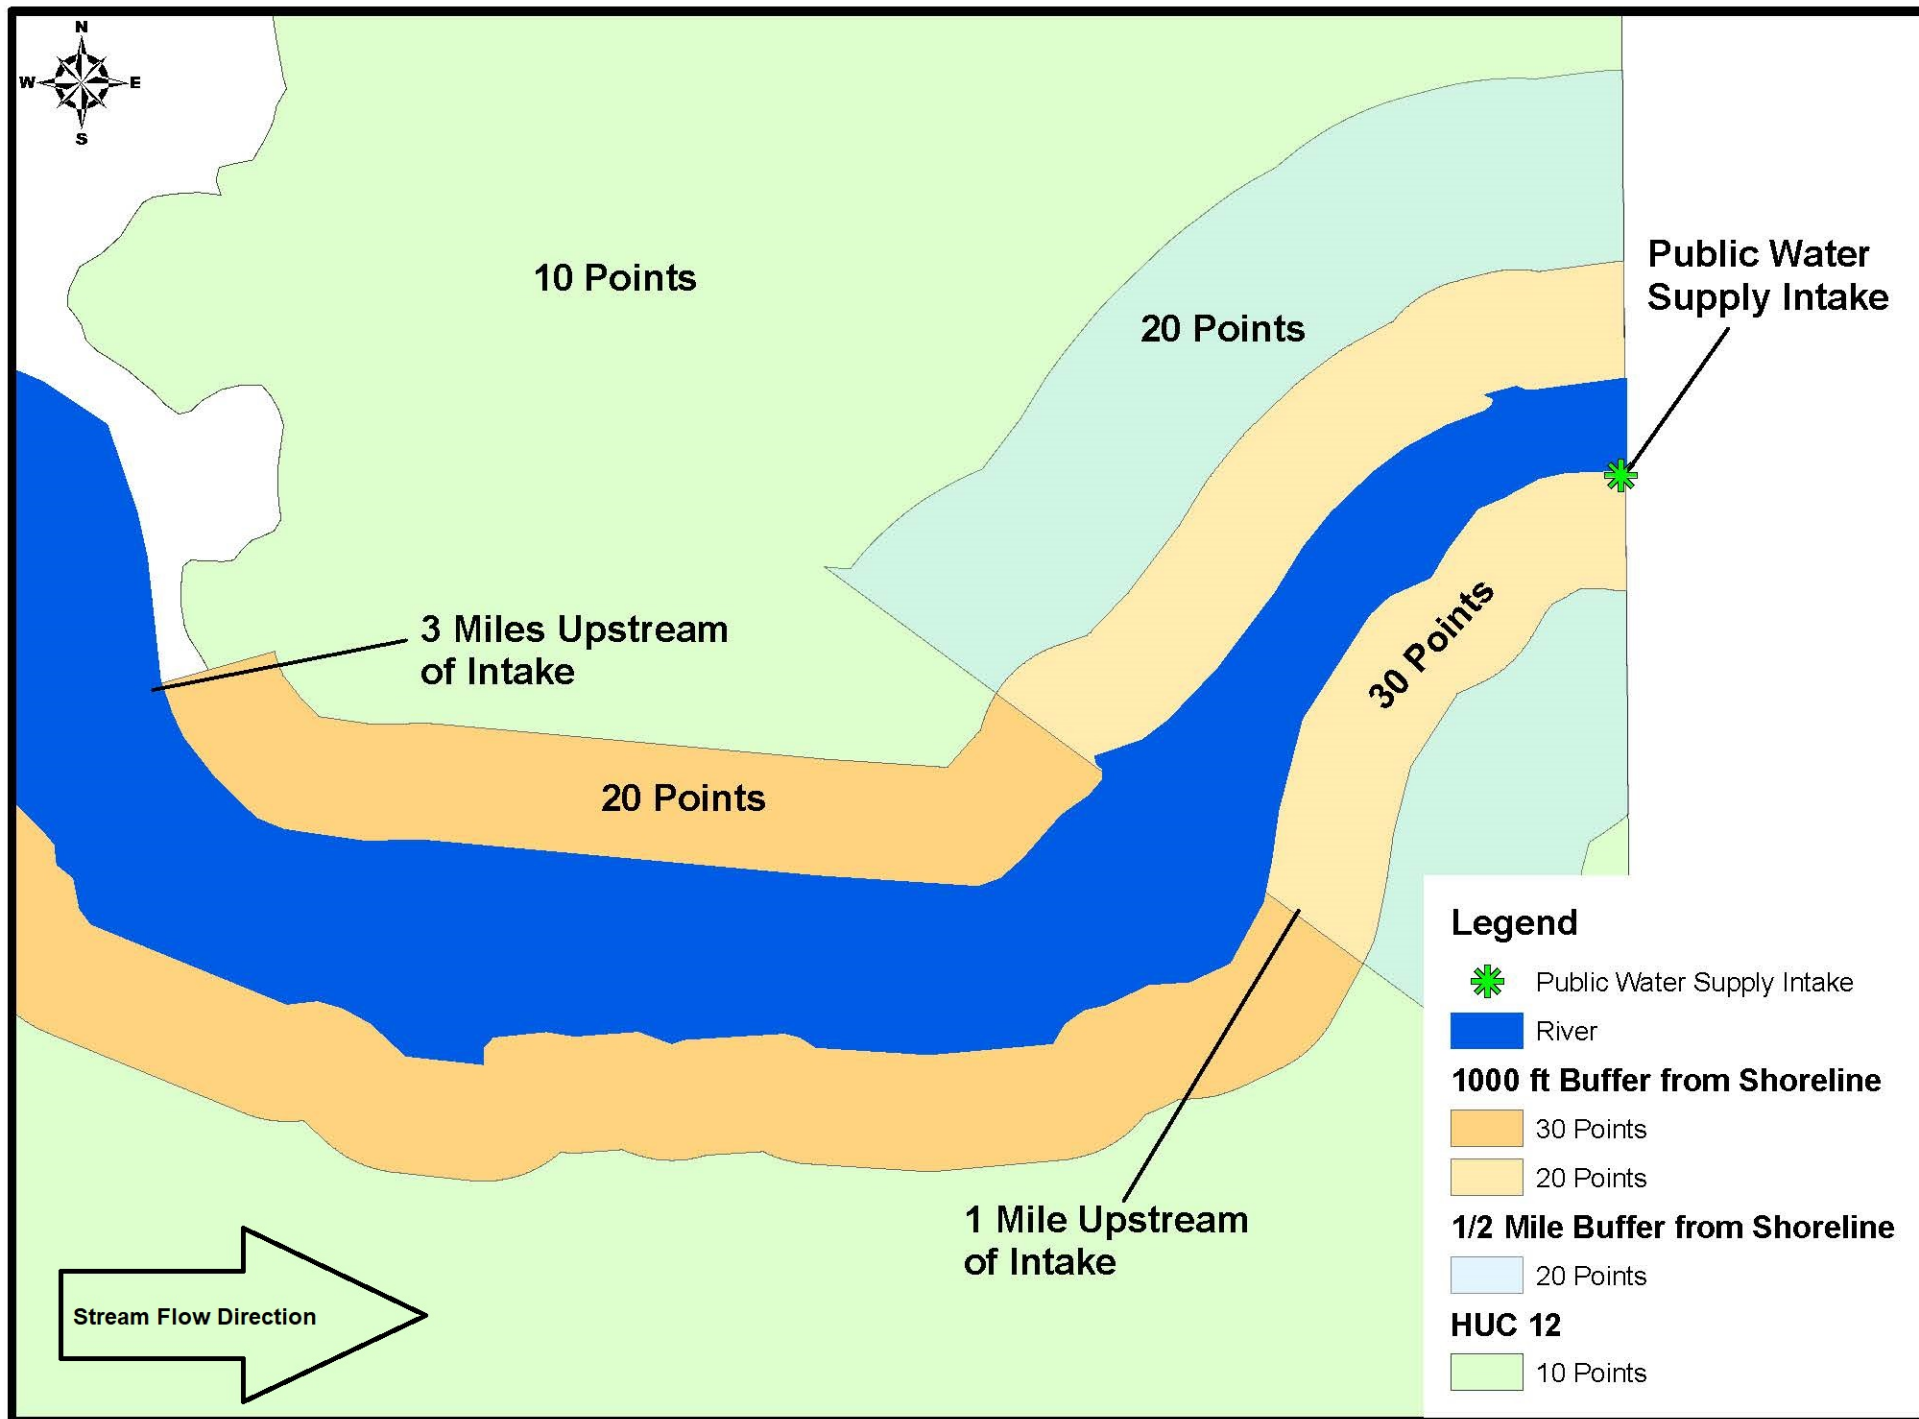 N
W
E
S
10 Points
20 Points
Public Water
Supply Intake
30 Points
3 Miles Upstream
of Intake
20 Points
1 Mile Upstream
of Intake
Stream Flow Direction
Legend
Public Water Supply Intake
River
1000 ft Buffer from Shoreline
30 Points
20 Points
1/2 Mile Buffer from Shoreline
20 Points
HUC 12
10 Points